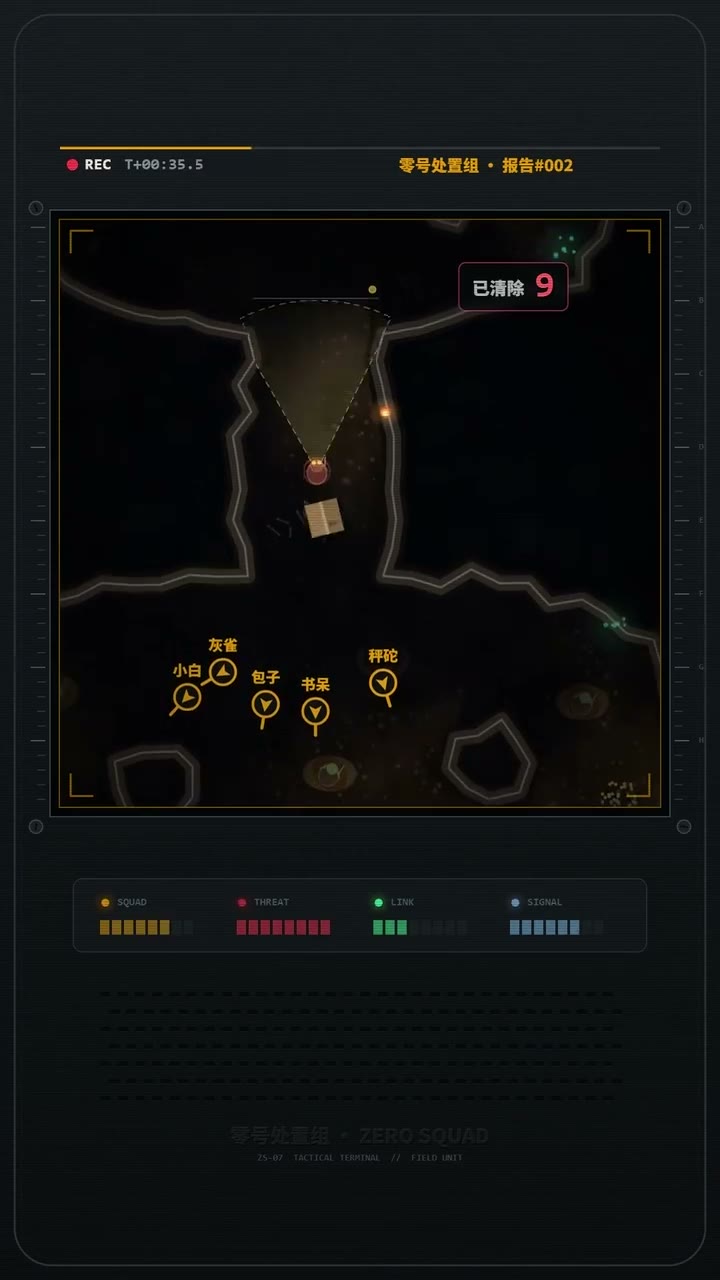 REC T+00:35.5
零号处置组 • 报告#002
已清除 9
灰雀
小白
包子
书呆
秤砣
SQUAD
THREAT
LINK
SIGNAL
零号处置组 • ZERO SQUAD
ZS-07 TACTICAL TERMINAL // FIELD UNIT
A
B
C
D
E
F
G
H